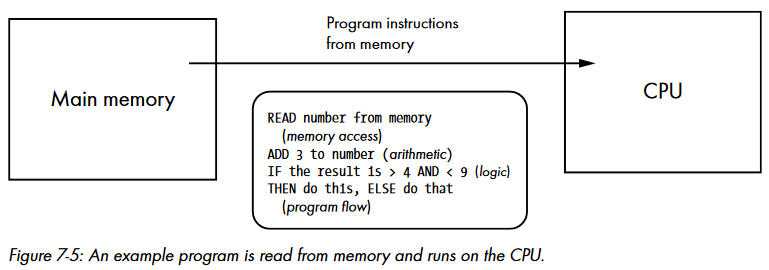 Program instructions
from memory
Main memory
CPU
READ number from memory
(memory access)
ADD 3 to number (arithmetic)
IF the result is > 4 AND < 9 (logic)
THEN do this, ELSE do that
(program flow)
Figure 7-5: An example program is read from memory and runs on the CPU.